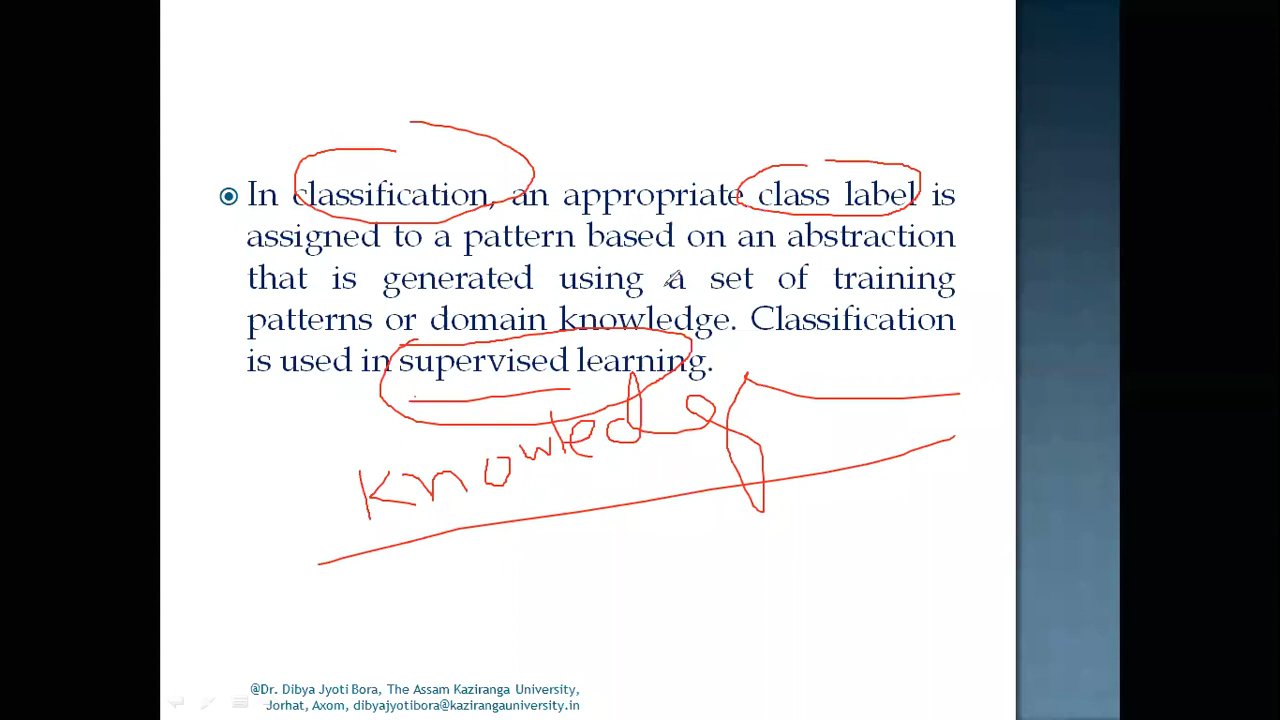 In classification, an appropriate class label is
assigned to a pattern based on an abstraction
that is generated using a set of training
patterns or domain knowledge. Classification
is used in supervised learning.
knowledg
@Dr. Dibya Jyoti Bora, The Assam Kaziranga University,
Jorhat, Axom, dibyajyotibora@kazirangauniversity.in